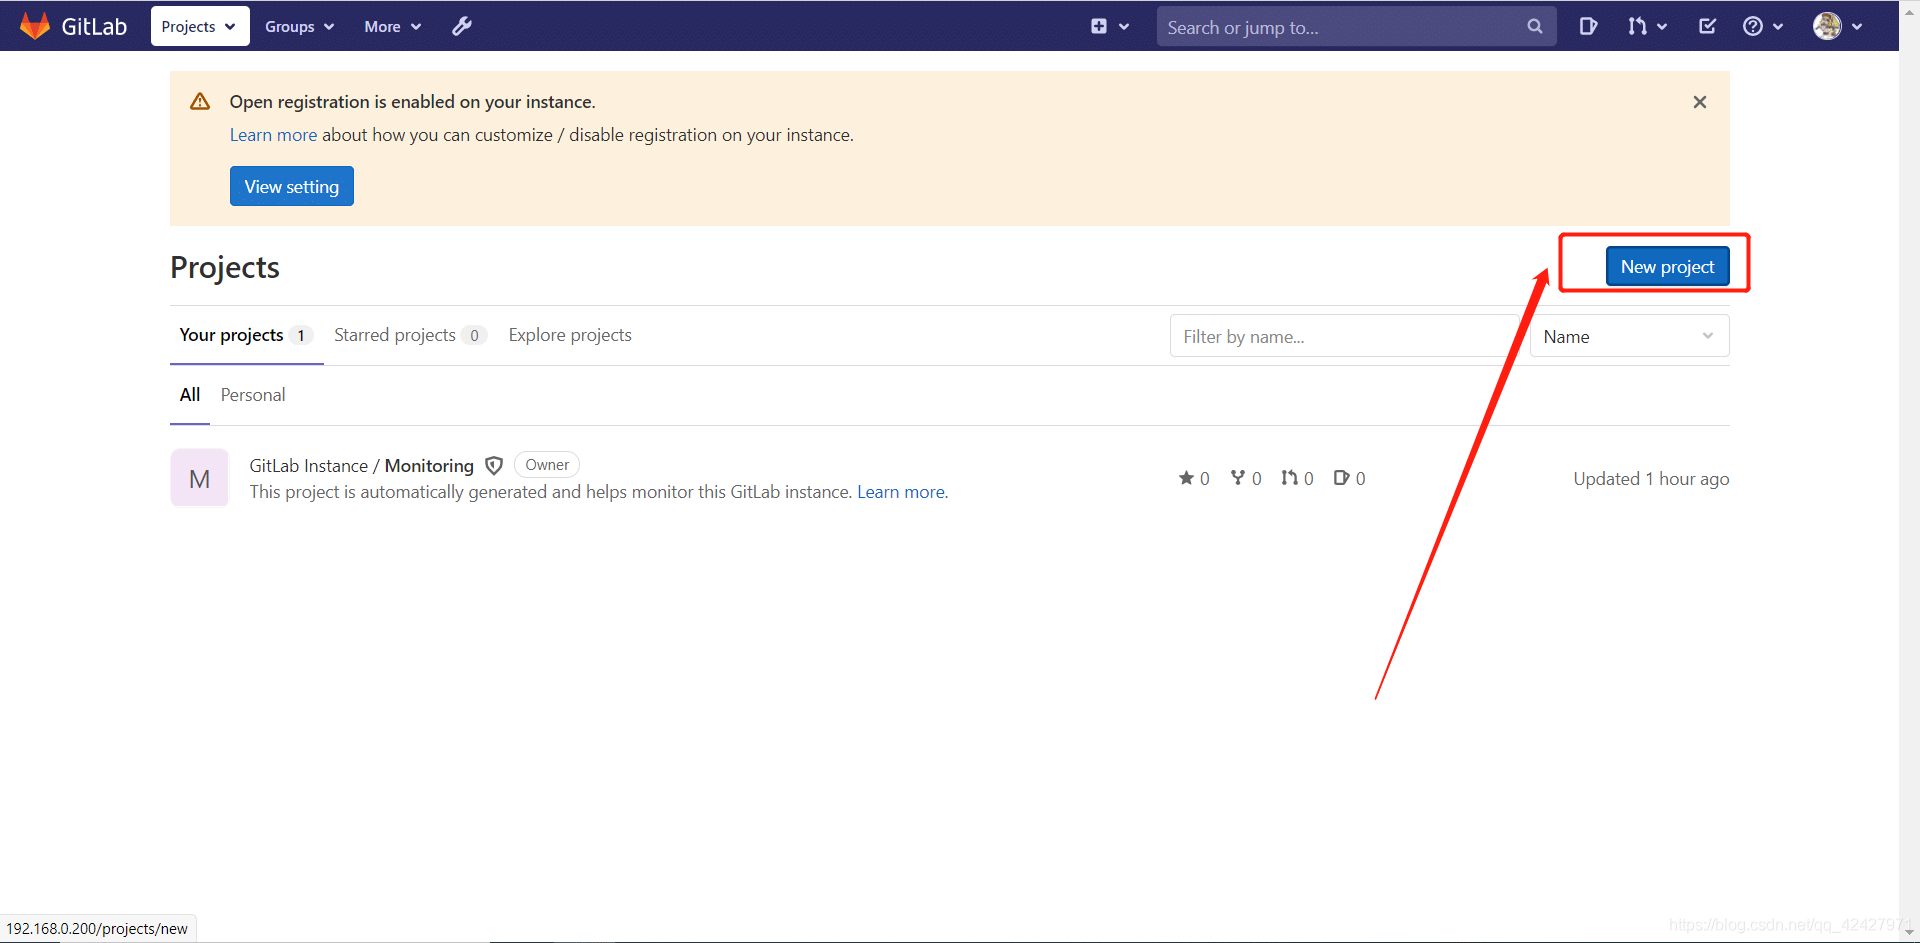 GitLab Projects Groups More Search or jump to...
Open registration is enabled on your instance.
Learn more about how you can customize / disable registration on your instance.
View setting
Projects New project
Your projects 1 Starred projects 0 Explore projects Filter by name... Name
All Personal
M GitLab Instance / Monitoring Owner
This project is automatically generated and helps monitor this GitLab instance. Learn more.
0 0 0 0 Updated 1 hour ago
192.168.0.200/projects/new
https://blog.csdn.net/qq_42427971